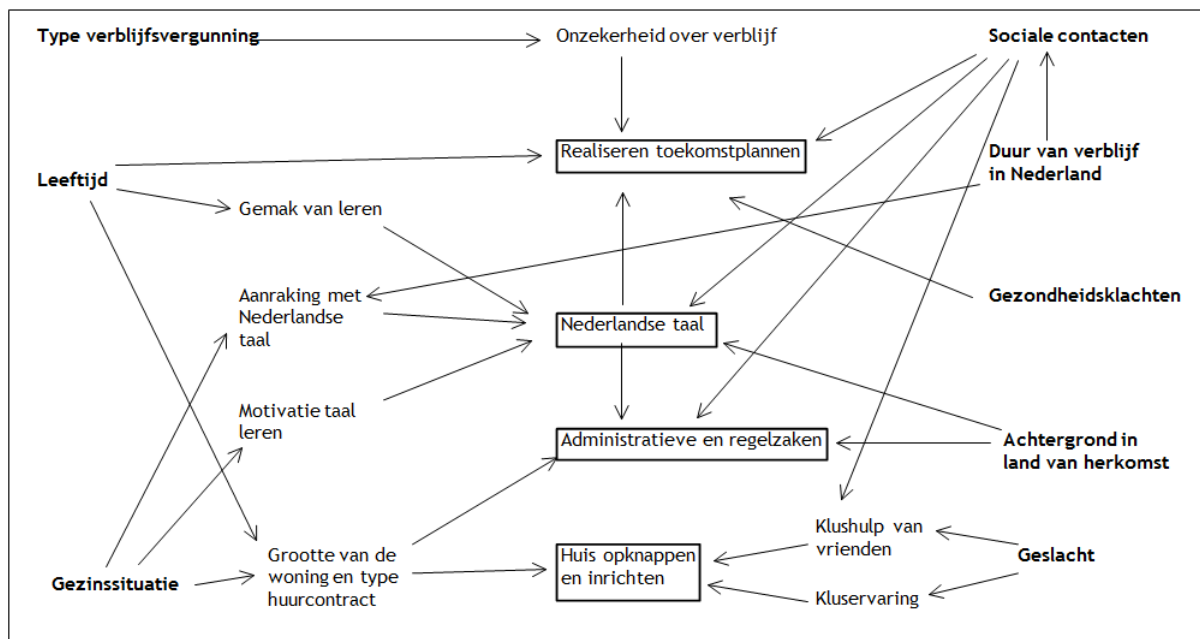 Type verblijfsvergunning
Onzekerheid over verblijf
Sociale contacten
Realiseren toekomstplannen
Duur van verblijf
in Nederland
Leeftijd
Gemak van leren
Aanraking met
Nederlandse
taal
Gezondheidsklachten
Nederlandse taal
Motivatie taal
leren
Administratieve en regelzaken
Achtergrond in
land van herkomst
Klushulp van
vrienden
Grootte van de
woning en type
huurcontract
Huis opknappen
en inrichten
Geslacht
Gezinssituatie
Kluservaring